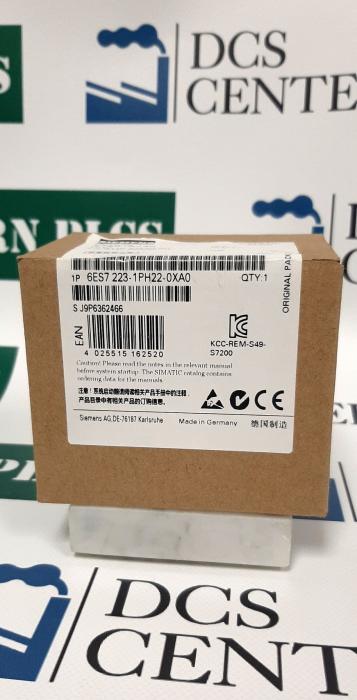 DCS
CENTE
RN PLCS
1P 6ES7 223-1PH22-0XA0 QTY:1
S J9P6362466
EAN
4 025515 162520
KCC-REM-S49-
S7200
ORIGINAL PA
Caution! Please read the notes in the relevant manual
before system startup. The SIMATIC catalog contains
ordering data for the manuals.
注意：系统启动前请阅读相关产品手册中的注释，
产品目录中有相关产品的订购信息。
Siemens AG,DE-76187 Karlsruhe
Made in Germany 德国制造
DCS
CENT